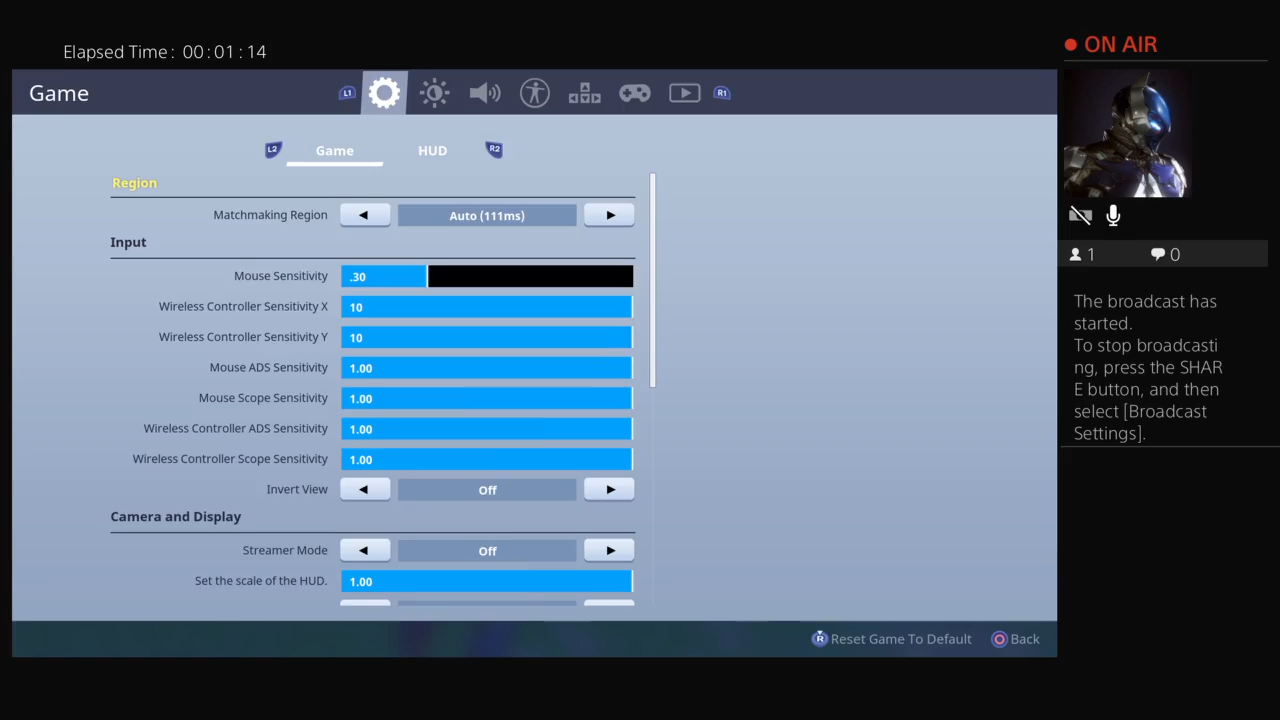 Elapsed Time: 00:01:14
ON AIR
Game
L1
R1
L2
Game
HUD
R2
Region
Matchmaking Region
Auto (111ms)
Input
Mouse Sensitivity
.30
Wireless Controller Sensitivity X
10
Wireless Controller Sensitivity Y
10
Mouse ADS Sensitivity
1.00
Mouse Scope Sensitivity
1.00
Wireless Controller ADS Sensitivity
1.00
Wireless Controller Scope Sensitivity
1.00
Invert View
Off
Camera and Display
Streamer Mode
Off
Set the scale of the HUD.
1.00
R
Reset Game To Default
Back
1
0
The broadcast has
started.
To stop broadcasti
ng, press the SHAR
E button, and then
select [Broadcast
Settings].